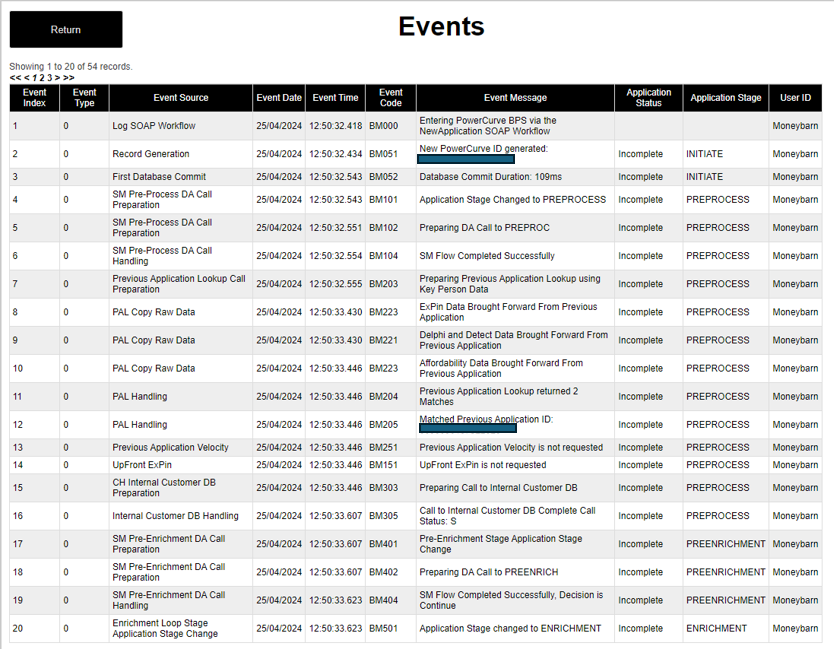 Return
Events
Showing 1 to 20 of 54 records.
<< < 1 2 3 > >>
Event Index Event Type Event Source Event Date Event Time Event Code Event Message Application Status Application Stage User ID
1 0 Log SOAP Workflow 25/04/2024 12:50:32.418 BM000 Entering PowerCurve BPS via the NewApplication SOAP Workflow Moneybarn
2 0 Record Generation 25/04/2024 12:50:32.434 BM051 New PowerCurve ID generated: Incomplete INITIATE Moneybarn
3 0 First Database Commit 25/04/2024 12:50:32.543 BM052 Database Commit Duration: 109ms Incomplete INITIATE Moneybarn
4 0 SM Pre-Process DA Call Preparation 25/04/2024 12:50:32.543 BM101 Application Stage Changed to PREPROCESS Incomplete PREPROCESS Moneybarn
5 0 SM Pre-Process DA Call Preparation 25/04/2024 12:50:32.551 BM102 Preparing DA Call to PREPROC Incomplete PREPROCESS Moneybarn
6 0 SM Pre-Process DA Call Handling 25/04/2024 12:50:32.554 BM104 SM Flow Completed Successfully Incomplete PREPROCESS Moneybarn
7 0 Previous Application Lookup Call Preparation 25/04/2024 12:50:32.555 BM203 Preparing Previous Application Lookup using Key Person Data Incomplete PREPROCESS Moneybarn
8 0 PAL Copy Raw Data 25/04/2024 12:50:33.430 BM223 ExPin Data Brought Forward From Previous Application Incomplete PREPROCESS Moneybarn
9 0 PAL Copy Raw Data 25/04/2024 12:50:33.430 BM221 Delphi and Detect Data Brought Forward From Previous Application Incomplete PREPROCESS Moneybarn
10 0 PAL Copy Raw Data 25/04/2024 12:50:33.446 BM223 Affordability Data Brought Forward From Previous Application Incomplete PREPROCESS Moneybarn
11 0 PAL Handling 25/04/2024 12:50:33.446 BM204 Previous Application Lookup returned 2 Matches Incomplete PREPROCESS Moneybarn
12 0 PAL Handling 25/04/2024 12:50:33.446 BM205 Matched Previous Application ID: Incomplete PREPROCESS Moneybarn
13 0 Previous Application Velocity 25/04/2024 12:50:33.446 BM251 Previous Application Velocity is not requested Incomplete PREPROCESS Moneybarn
14 0 UpFront ExPin 25/04/2024 12:50:33.446 BM151 UpFront ExPin is not requested Incomplete PREPROCESS Moneybarn
15 0 CH Internal Customer DB Preparation 25/04/2024 12:50:33.446 BM303 Preparing Call to Internal Customer DB Incomplete PREPROCESS Moneybarn
16 0 Internal Customer DB Handling 25/04/2024 12:50:33.607 BM305 Call to Internal Customer DB Complete Call Status: S Incomplete PREPROCESS Moneybarn
17 0 SM Pre-Enrichment DA Call Preparation 25/04/2024 12:50:33.607 BM401 Pre-Enrichment Stage Application Stage Change Incomplete PREENRICHMENT Moneybarn
18 0 SM Pre-Enrichment DA Call Preparation 25/04/2024 12:50:33.607 BM402 Preparing DA Call to PREENRICH Incomplete PREENRICHMENT Moneybarn
19 0 SM Pre-Enrichment DA Call Handling 25/04/2024 12:50:33.623 BM404 SM Flow Completed Successfully, Decision is Continue Incomplete PREENRICHMENT Moneybarn
20 0 Enrichment Loop Stage Application Stage Change 25/04/2024 12:50:33.623 BM501 Application Stage changed to ENRICHMENT Incomplete ENRICHMENT Moneybarn